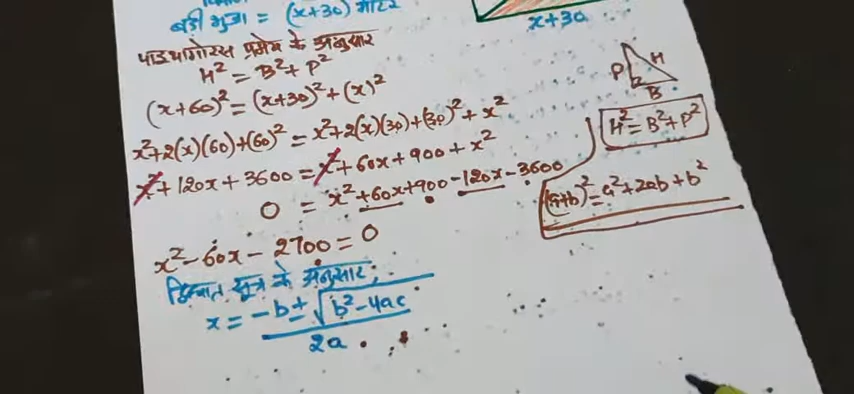 बड़ी भुजा = (x+30) मीटर
x+30
पाइथागोरस प्रमेय के अनुसार
H² = B² + P²
P H
B
(x+60)² = (x+30)² + (x)²
H² = B² + P²
x²+2(x)(60)+(60)² = x²+2(x)(30)+(30)²+x²
x²+120x+3600 = x²+60x+900+x²
0 = x²+60x+900-120x-3600
(a+b)² = a²+2ab+b²
x²-60x-2700=0
सूत्र के अनुसार,
x = -b ± √b²-4ac
2a